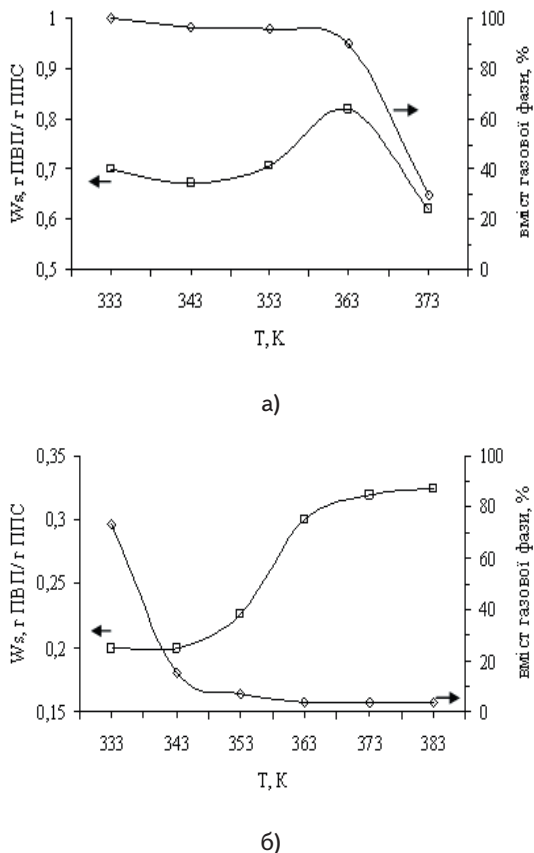 1
0,9
0,8
0,7
0,6
0,5
Ws, г ПВП/ г ППС
100
80
60
40
20
0
вміст газової фази, %
333 343 353 363 373
Т, К
а)
0,35
0,3
0,25
0,2
0,15
Ws, г ПВП/ г ППС
100
80
60
40
20
0
вміст газової фази, %
333 343 353 363 373 383
Т, К
б)